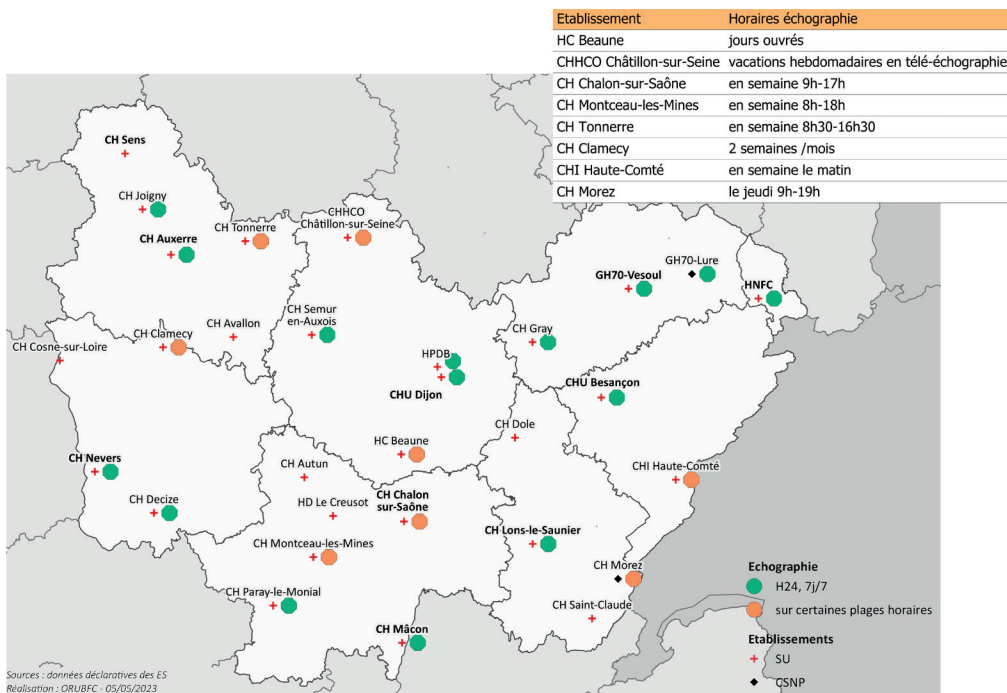 Etablissement Horaires échographie
HC Beaune jours ouvrés
CHHCO Châtillon-sur-Seine vacations hebdomadaires en télé-échographie
CH Chalon-sur-Saône en semaine 9h-17h
CH Montceau-les-Mines en semaine 8h-18h
CH Tonnerre en semaine 8h30-16h30
CH Clamecy 2 semaines /mois
CHI Haute-Comté en semaine le matin
CH Morez le jeudi 9h-19h
CH Sens
CH Joigny
CH Auxerre
CH Tonnerre
CHHCO
Châtillon-sur-Seine
GH70-Lure
GH70-Vesoul
HNFC
CH Semur
en-Auxois
CH Avallon
CH Clamecy
CH Cosne-sur-Loire
CH Gray
HPDB
CHU Dijon
CHU Besançon
CH Dole
HC Beaune
CH Nevers
CH Autun
CHI Haute-Comté
CH Decize
HD Le Creusot
CH Chalon
sur-Saône
CH Lons-le-Saunier
CH Montceau-les-Mines
CH Morez
CH Paray-le-Monial
CH Saint-Claude
CH Mâcon
Echographie
H24, 7j/7
sur certaines plages horaires
Etablissements
SU
CSNP
Sources : données déclaratives des ES
Réalisation : ORUBFC - 05/05/2023